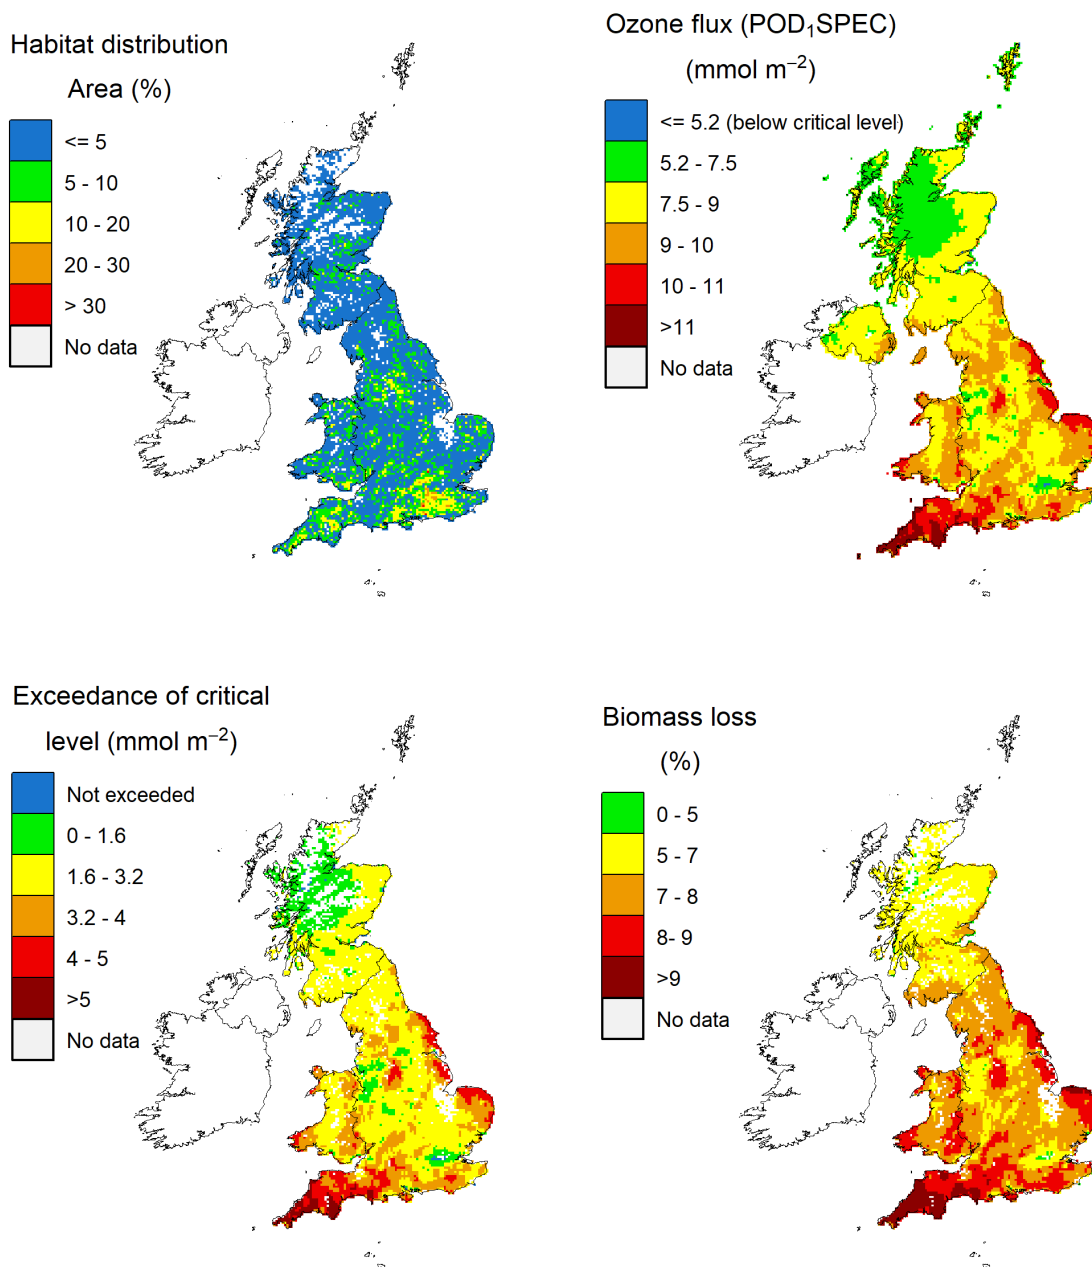 Habitat distribution
Area (%)
<= 5
5 - 10
10 - 20
20 - 30
> 30
No data
Ozone flux (POD₁SPEC)
(mmol m⁻²)
<= 5.2 (below critical level)
5.2 - 7.5
7.5 - 9
9 - 10
10 - 11
>11
No data
Exceedance of critical
level (mmol m⁻²)
Not exceeded
0 - 1.6
1.6 - 3.2
3.2 - 4
4 - 5
>5
No data
Biomass loss
(%)
0 - 5
5 - 7
7 - 8
8- 9
>9
No data